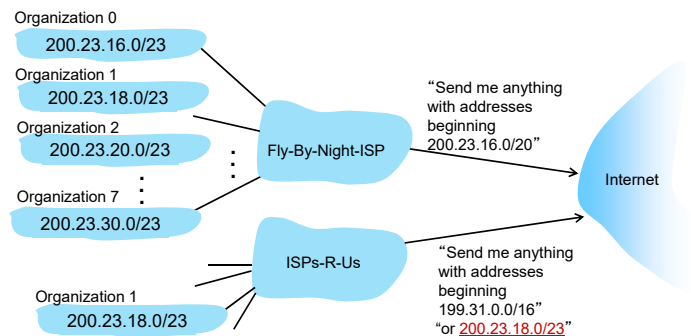 Organization 0
200.23.16.0/23
Organization 1
200.23.18.0/23
Organization 2
200.23.20.0/23
Organization 7
200.23.30.0/23
Fly-By-Night-ISP
“Send me anything
with addresses
beginning
200.23.16.0/20”
Internet
ISPs-R-Us
Organization 1
200.23.18.0/23
“Send me anything
with addresses
beginning
199.31.0.0/16”
“or 200.23.18.0/23”